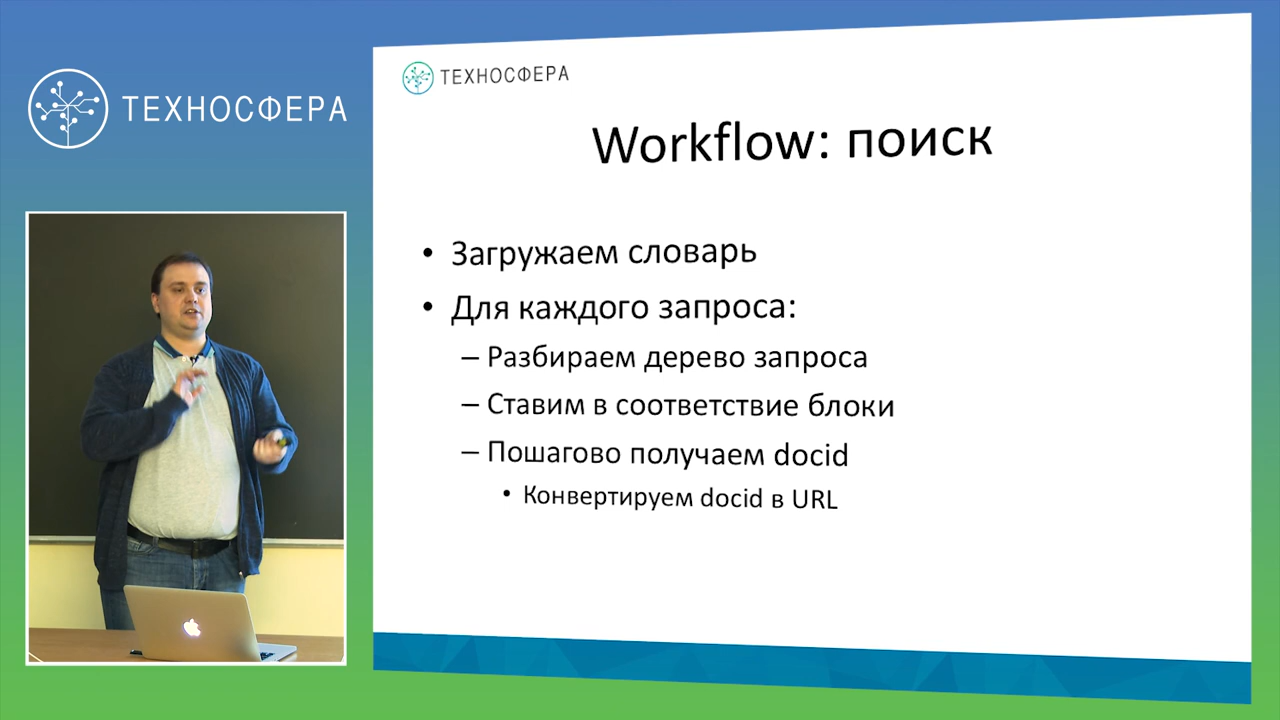 ТЕХНОСФЕРА
ТЕХНОСФЕРА
Workflow: поиск
• Загружаем словарь
• Для каждого запроса:
– Разбираем дерево запроса
– Ставим в соответствие блоки
– Пошагово получаем docid
• Конвертируем docid в URL